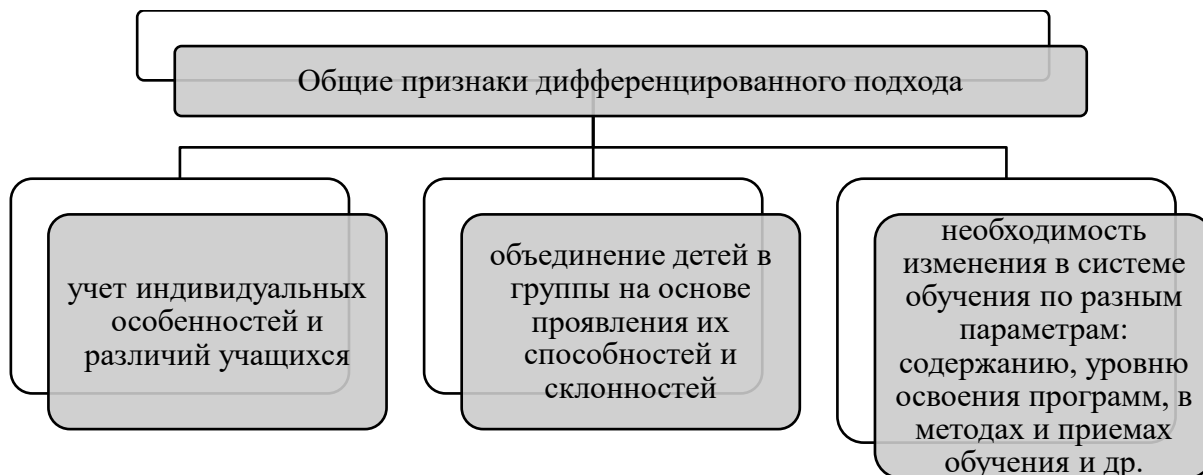 Общие признаки дифференцированного подхода
учет индивидуальных
особенностей и
различий учащихся
объединение детей в
группы на основе
проявления их
способностей и
склонностей
необходимость
изменения в системе
обучения по разным
параметрам:
содержанию, уровню
освоения программ, в
методах и приемах
обучения и др.